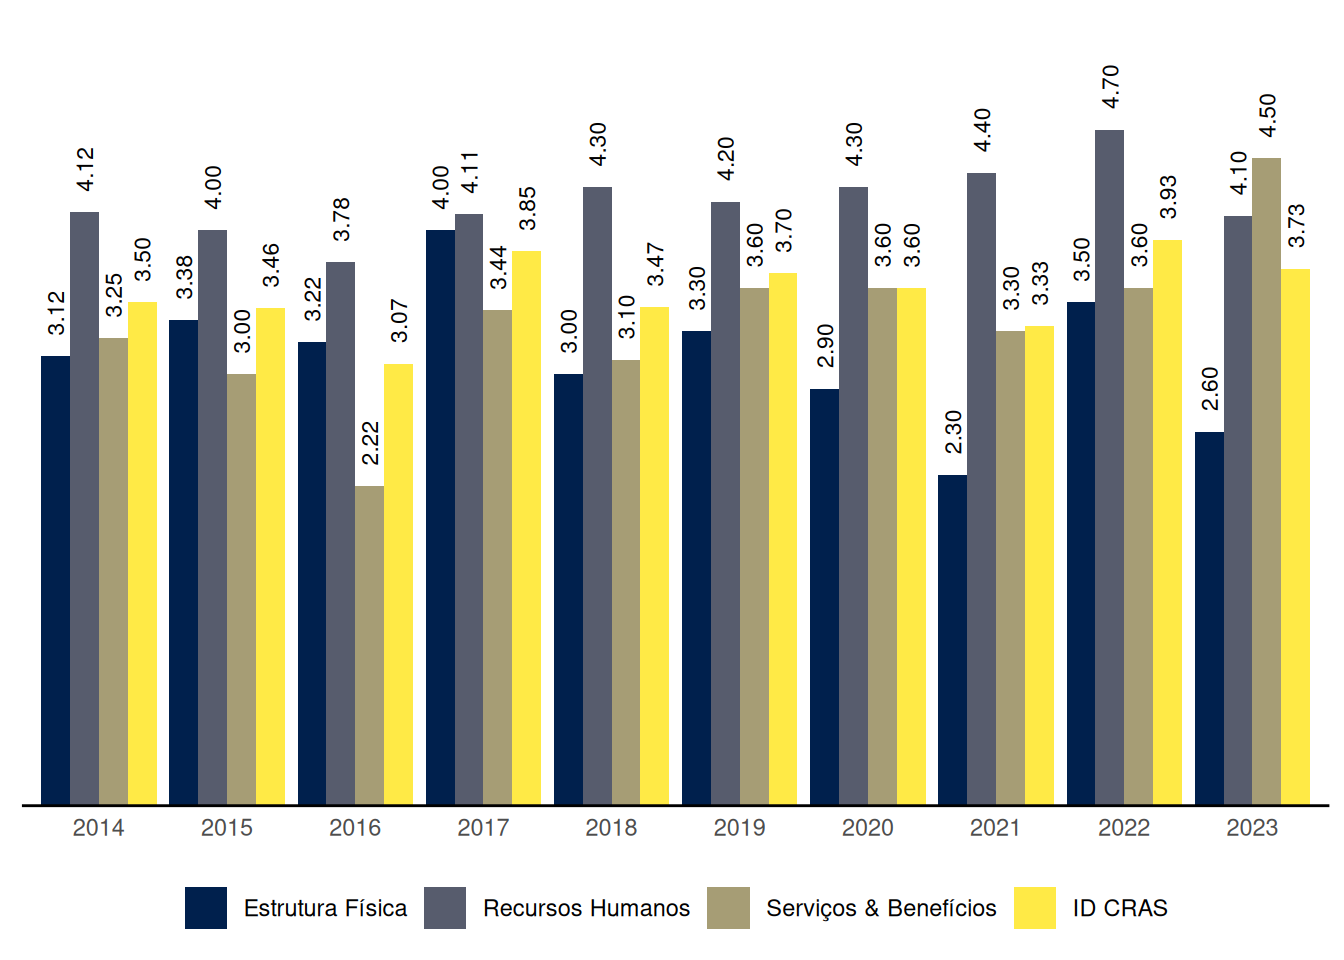 3.12 4.12 3.25 3.50
3.38 4.00 3.00 3.46
3.22 3.78 2.22 3.07
4.00 4.11 3.44 3.85
3.00 4.30 3.10 3.47
3.30 4.20 3.60 3.70
2.90 4.30 3.60 3.60
2.30 4.40 3.30 3.33
3.50 4.70 3.60 3.93
2.60 4.10 4.50 3.73
2014 2015 2016 2017 2018 2019 2020 2021 2022 2023
Estrutura Física Recursos Humanos Serviços & Benefícios ID CRAS